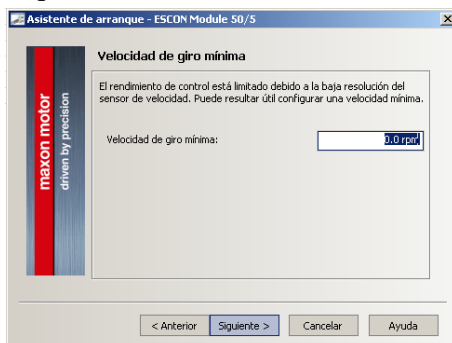 Asistente de arranque - ESCON Module 50/5
Velocidad de giro mínima
El rendimiento de control está limitado debido a la baja resolución del
sensor de velocidad. Puede resultar útil configurar una velocidad mínima.
Velocidad de giro mínima:
0.0 rpm
maxon motor
driven by precision
< Anterior
Siguiente >
Cancelar
Ayuda